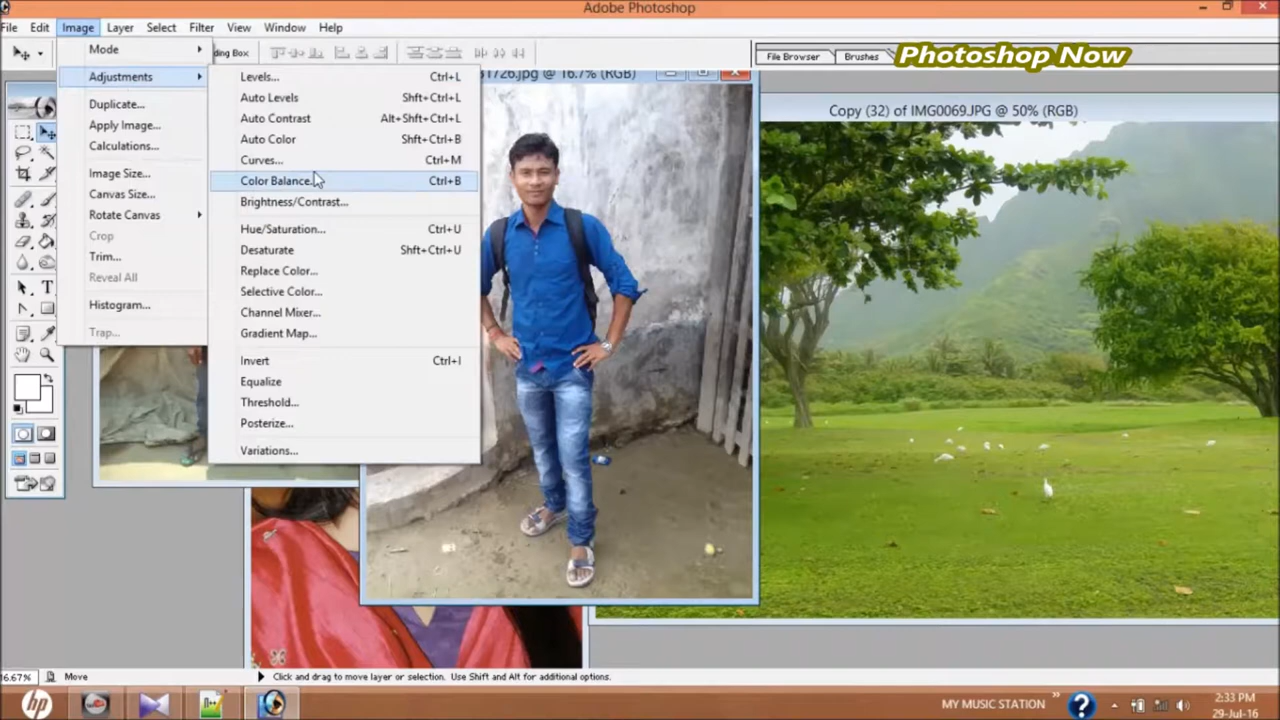 Adobe Photoshop
File Edit Image Layer Select Filter View Window Help
ding Box
File Browser Brushes
Photoshop Now
Mode
Adjustments
Duplicate...
Apply Image...
Calculations...
Image Size...
Canvas Size...
Rotate Canvas
Crop
Trim...
Reveal All
Histogram...
Trap...
Levels... Ctrl+L
Auto Levels Shft+Ctrl+L
Auto Contrast Alt+Shft+Ctrl+L
Auto Color Shft+Ctrl+B
Curves... Ctrl+M
Color Balance... Ctrl+B
Brightness/Contrast...
Hue/Saturation... Ctrl+U
Desaturate Shft+Ctrl+U
Replace Color...
Selective Color...
Channel Mixer...
Gradient Map...
Invert Ctrl+I
Equalize
Threshold...
Posterize...
Variations...
31726.jpg @ 16.7% (RGB)
Copy (32) of IMG0069.JPG @ 50% (RGB)
16.67% Move Click and drag to move layer or selection. Use Shift and Alt for additional options.
hp
MY MUSIC STATION
2:33 PM
29-Jul-16